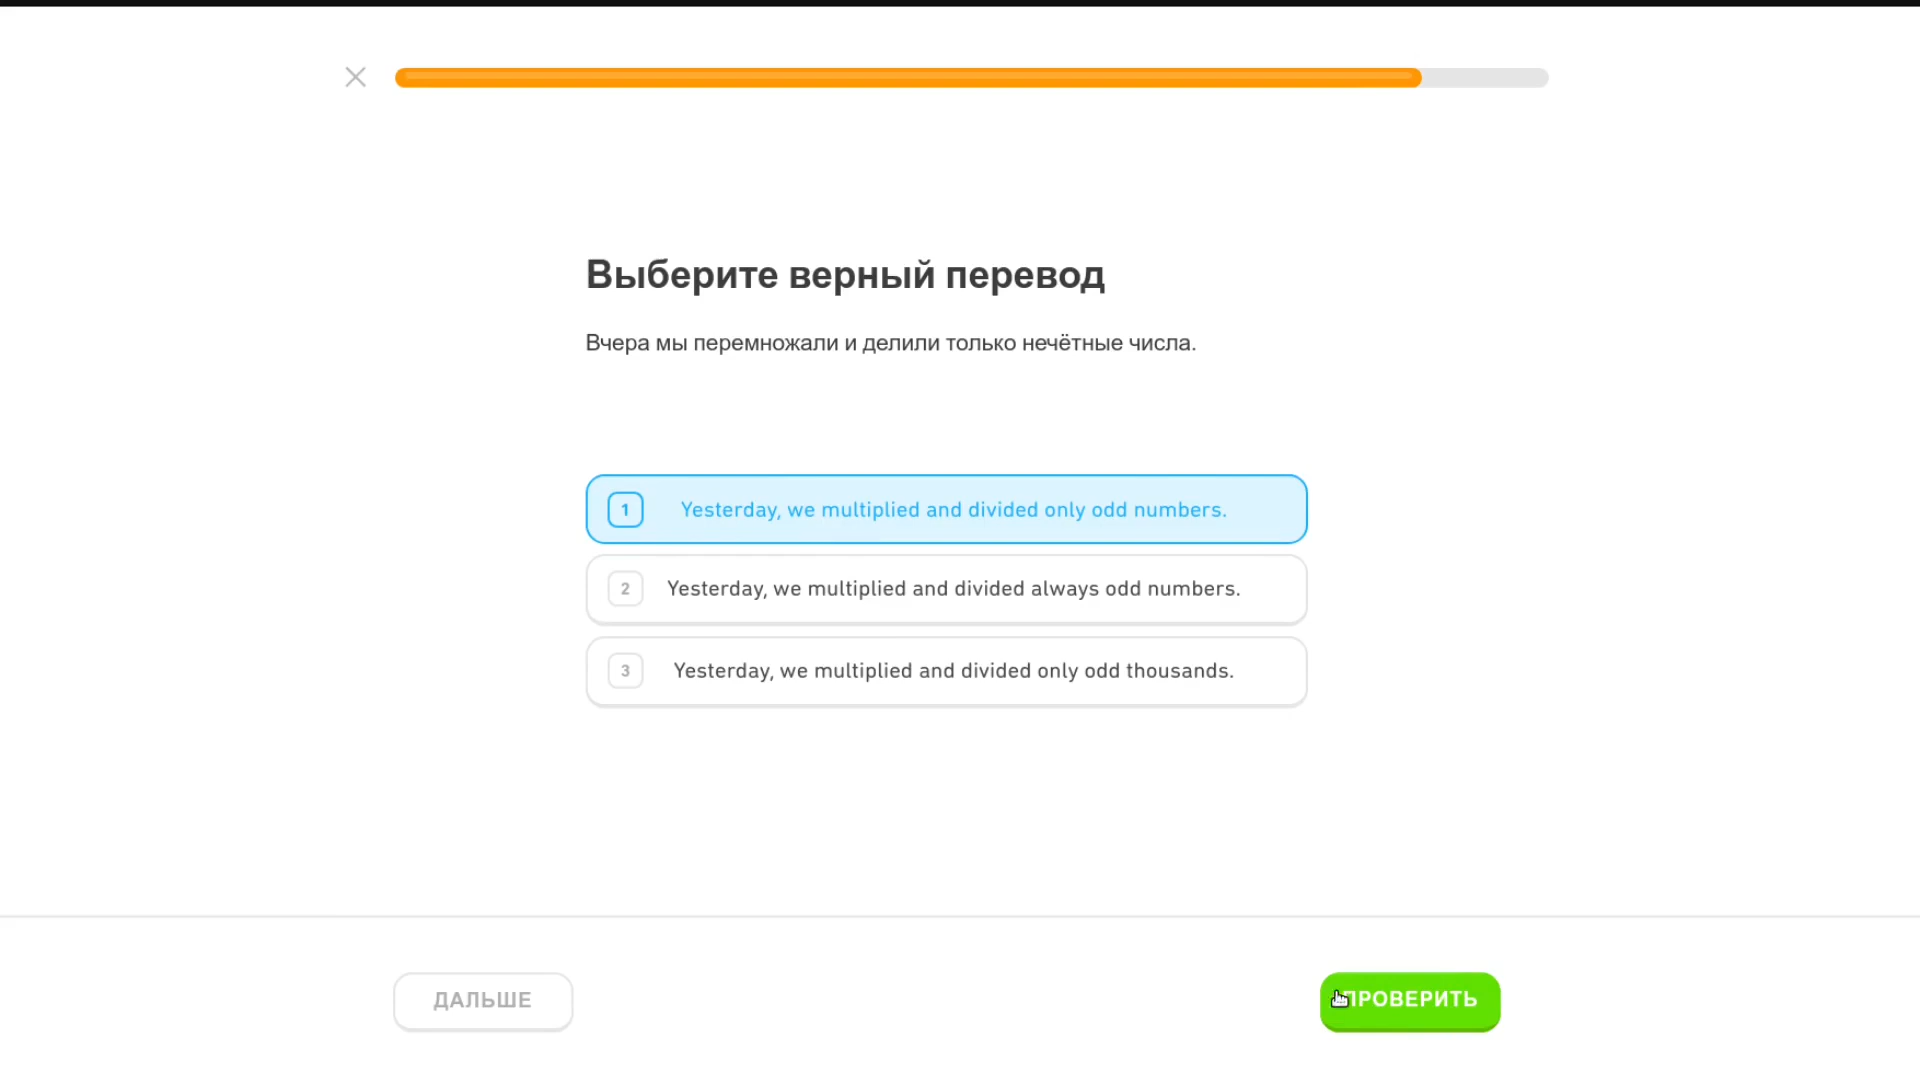 Выберите верный перевод
Вчера мы перемножали и делили только нечётные числа.
1 Yesterday, we multiplied and divided only odd numbers.
2 Yesterday, we multiplied and divided always odd numbers.
3 Yesterday, we multiplied and divided only odd thousands.
ДАЛЬШЕ
ПРОВЕРИТЬ